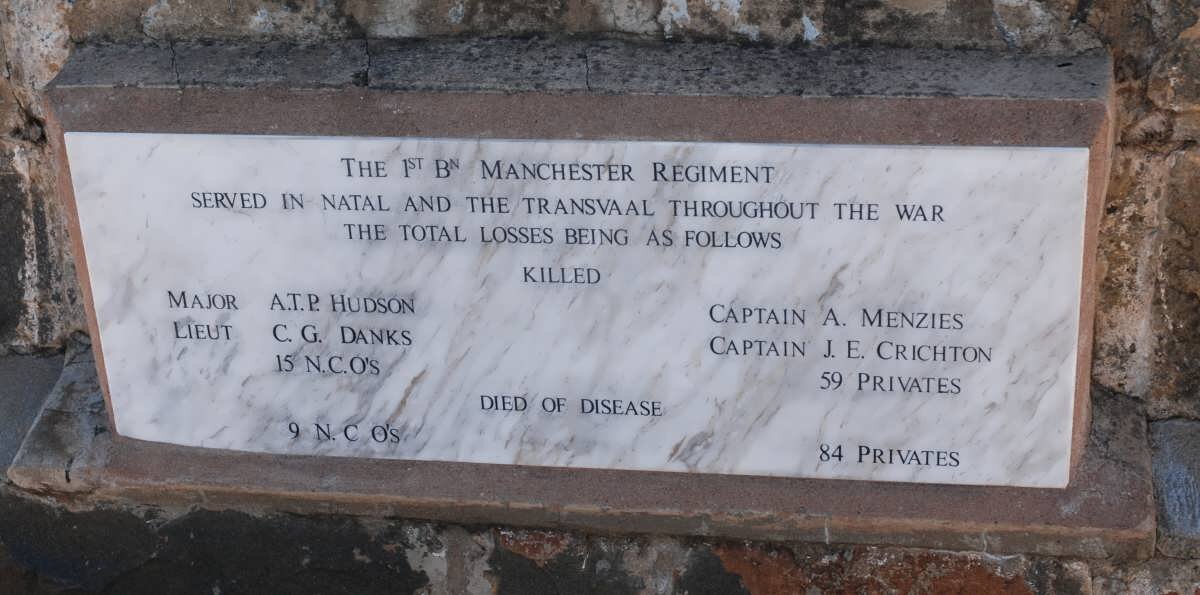 THE 1ST BN MANCHESTER REGIMENT
SERVED IN NATAL AND THE TRANSVAAL THROUGHOUT THE WAR
THE TOTAL LOSSES BEING AS FOLLOWS
KILLED
MAJOR A.T.P. HUDSON
LIEUT C. G. DANKS
15 N.C.O'S
CAPTAIN A. MENZIES
CAPTAIN J. E. CRICHTON
59 PRIVATES
DIED OF DISEASE
9 N. C O'S
84 PRIVATES